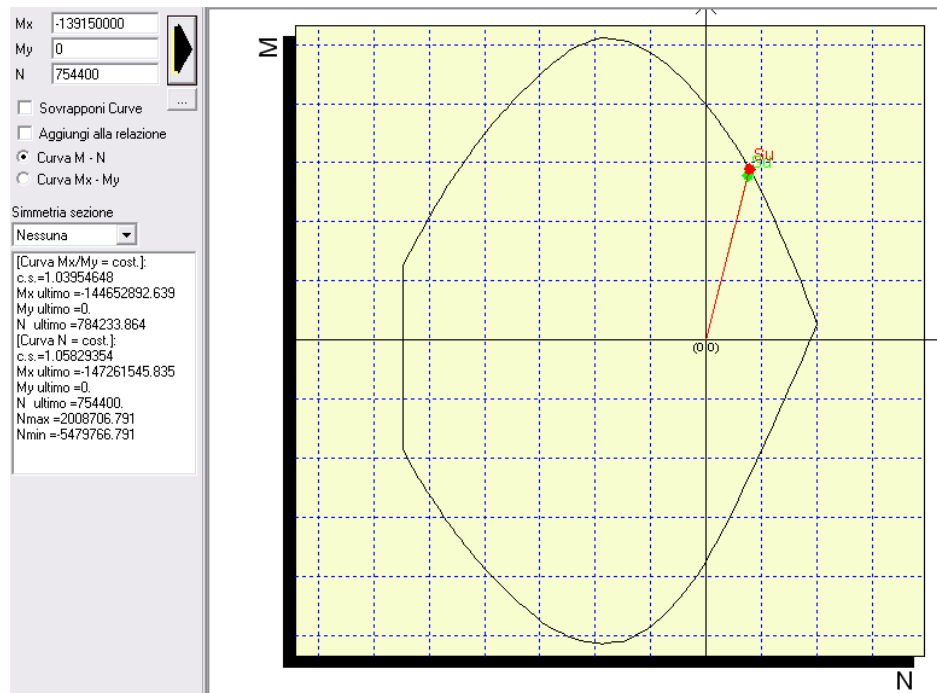 Mx -139150000
My 0
N 754400
...
Sovrapponi Curve
Aggiungi alla relazione
Curva M - N
Curva Mx - My
Simmetria sezione
Nessuna
[Curva Mx/My = cost.]:
c.s.=1.03954648
Mx ultimo =-144652892.639
My ultimo =0.
N ultimo =784233.864
[Curva N = cost.]:
c.s.=1.05829354
Mx ultimo =-147261545.835
My ultimo =0.
N ultimo =754400.
Nmax =2008706.791
Nmin =-5479766.791
M
Su
(0 0)
N